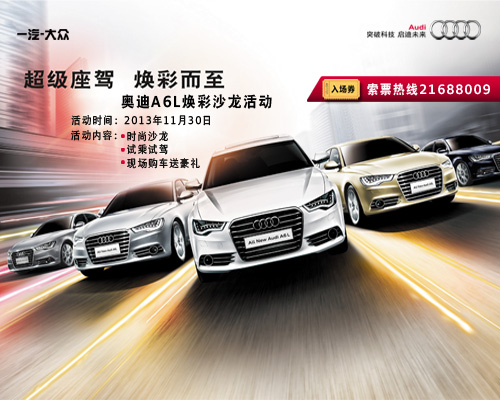 一汽-大众
Audi
突破科技 启迪未来
超级座驾 焕彩而至
奥迪A6L焕彩沙龙活动
入场券 索票热线21688009
活动时间：2013年11月30日
活动内容：时尚沙龙
试乘试驾
现场购车送豪礼
All New Audi A6 L